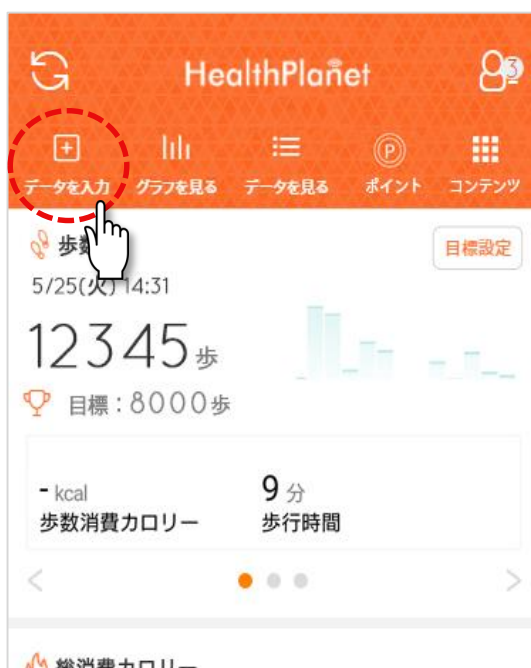 HealthPlanet
3
データを入力 グラフを見る データを見る ポイント コンテンツ
P
歩数
目標設定
5/25(火) 14:31
12345歩
目標：8000歩
- kcal 9 分
歩数消費カロリー 歩行時間
総消費カロリー